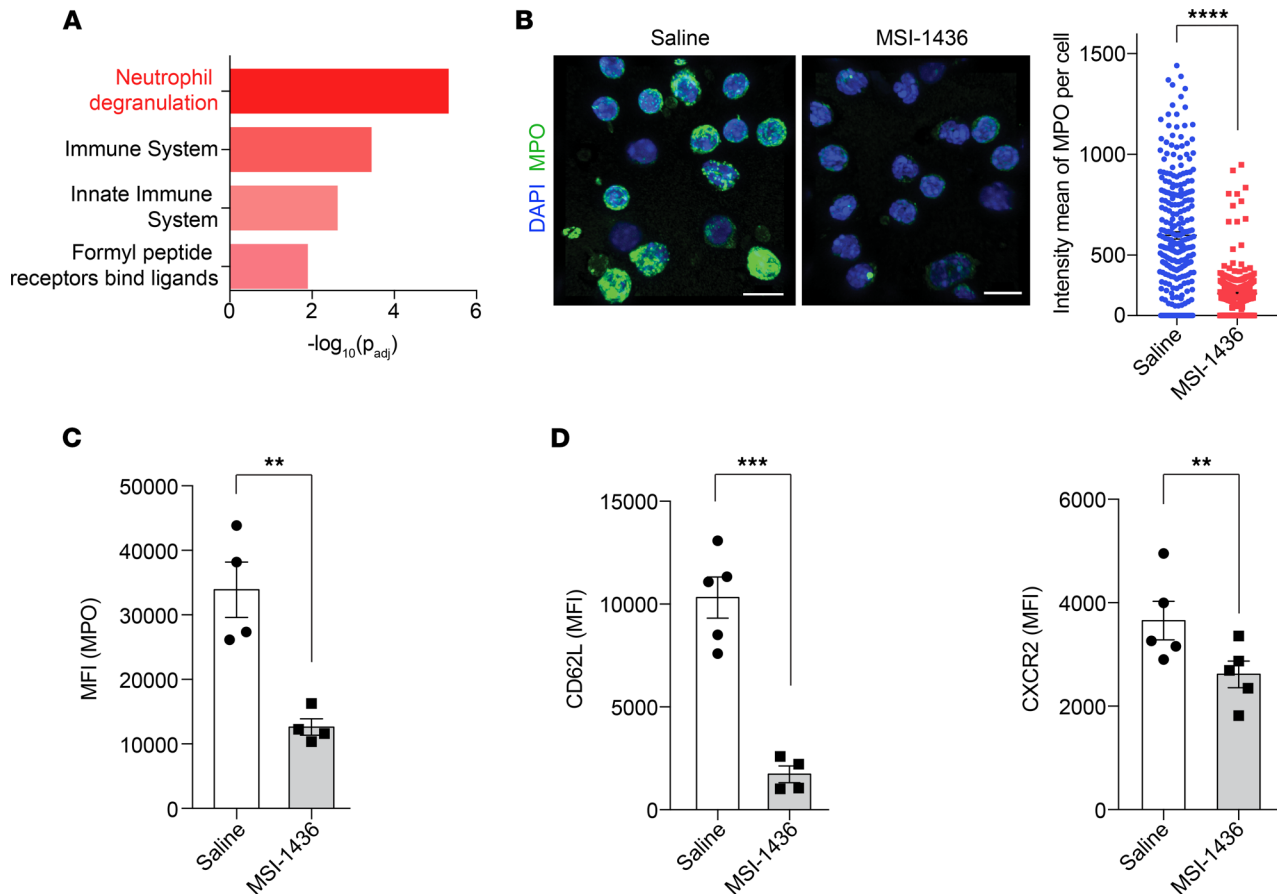 A
Neutrophil
degranulation
Immune System
Innate Immune
System
Formyl peptide
receptors bind ligands
0 2 4 6
-log10(padj)
B
Saline MSI-1436
DAPI MPO
****
Intensity mean of MPO per cell
1500
1000
500
0
Saline
MSI-1436
C
**
MFI (MPO)
50000
40000
30000
20000
10000
0
Saline
MSI-1436
D
***
CD62L (MFI)
15000
10000
5000
0
Saline
MSI-1436
**
CXCR2 (MFI)
6000
4000
2000
0
Saline
MSI-1436